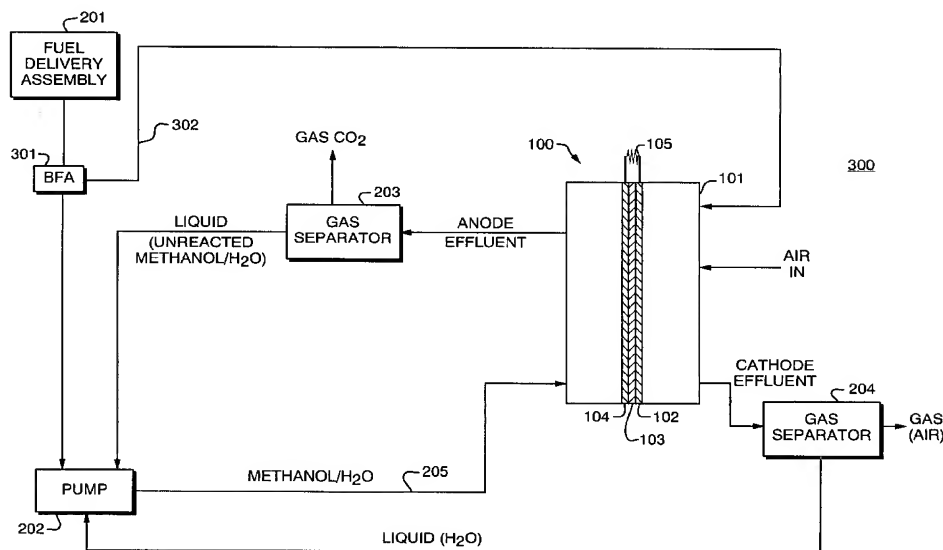 201
FUEL
DELIVERY
ASSEMBLY
302
301
BFA
GAS CO2
203
GAS
SEPARATOR
LIQUID
(UNREACTED
METHANOL/H2O)
ANODE
EFFLUENT
100
105
101
300
AIR
IN
CATHODE
EFFLUENT
204
GAS
SEPARATOR
GAS
(AIR)
104
102
103
METHANOL/H2O
205
PUMP
202
LIQUID (H2O)